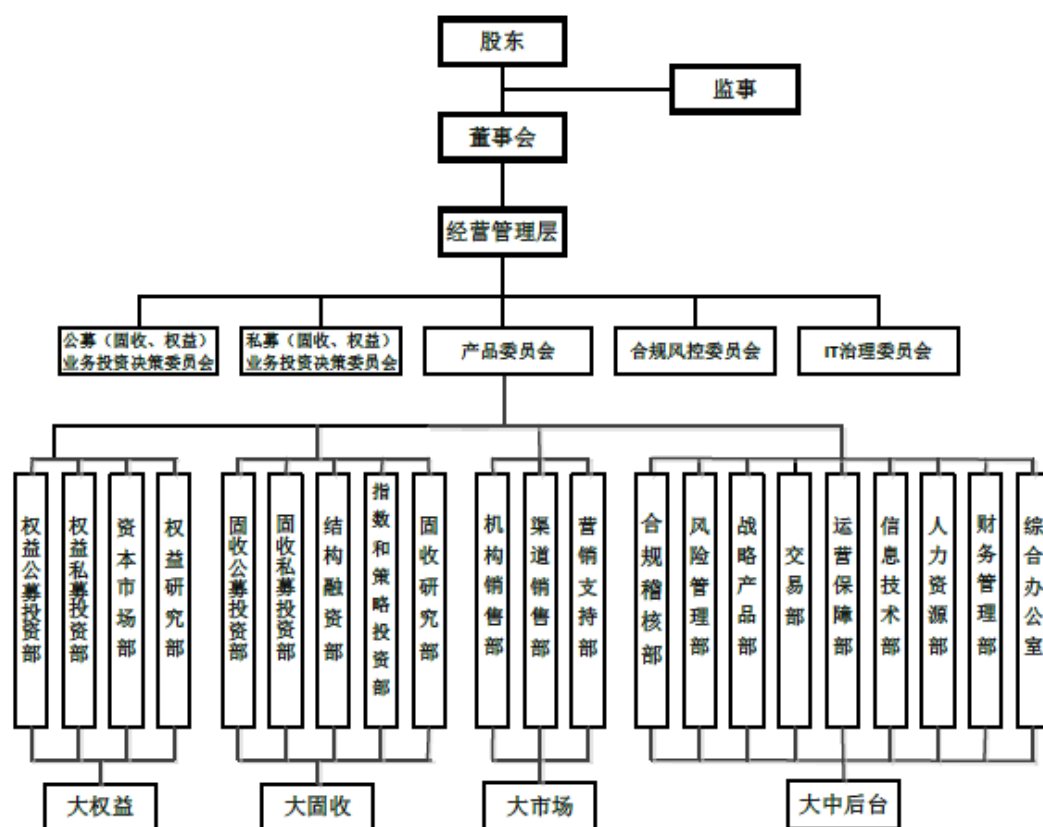 股东
监事
董事会
经营管理层
公募（固收、权益）
业务投资决策委员会
私募（固收、权益）
业务投资决策委员会
产品委员会
合规风控委员会
IT治理委员会
权益公募投资部
权益私募投资部
资本市场部
权益研究部
固收公募投资部
固收私募投资部
结构融资部
指数和策略投资部
固收研究部
机构销售部
渠道销售部
营销支持部
合规稽核部
风险管理部
战略产品部
交易部
运营保障部
信息技术部
人力资源部
财务管理部
综合办公室
大权益
大固收
大市场
大中后台